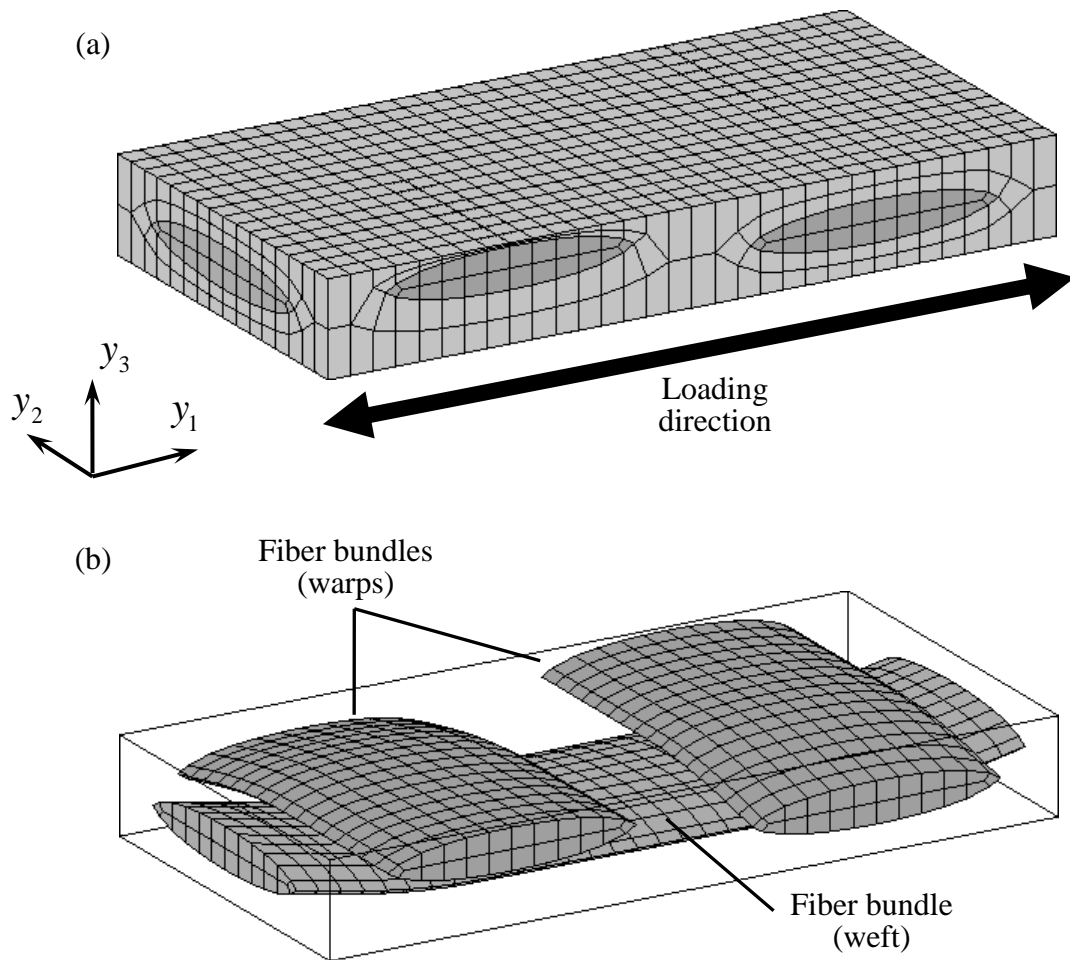 (a)
Loading
direction
y3
y2
y1
(b)
Fiber bundles
(warps)
Fiber bundle
(weft)